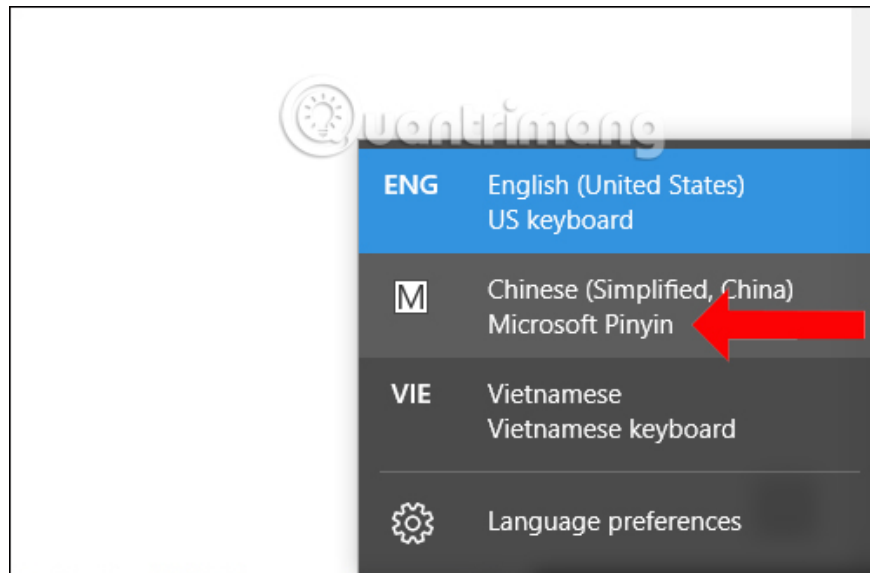 Quantrimang
ENG
English (United States)
US keyboard
M
Chinese (Simplified, China)
Microsoft Pinyin
VIE
Vietnamese
Vietnamese keyboard
Language preferences